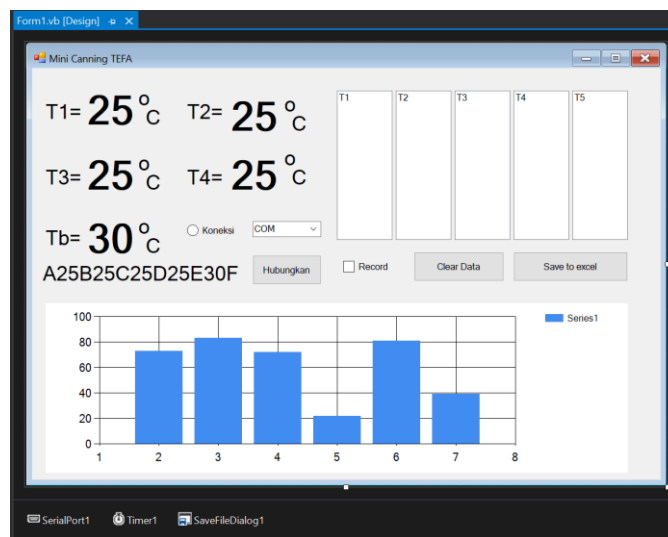 Form1.vb [Design]
Mini Canning TEFA
T1= 25 °C T2= 25 °C
T1 T2 T3 T4 T5
T3= 25 °C T4= 25 °C
Tb= 30 °C
Koneksi COM
A25B25C25D25E30F
Hubungkan
Record Clear Data Save to excel
100
80
60
40
20
0
1 2 3 4 5 6 7 8
Series1
SerialPort1 Timer1 SaveFileDialog1